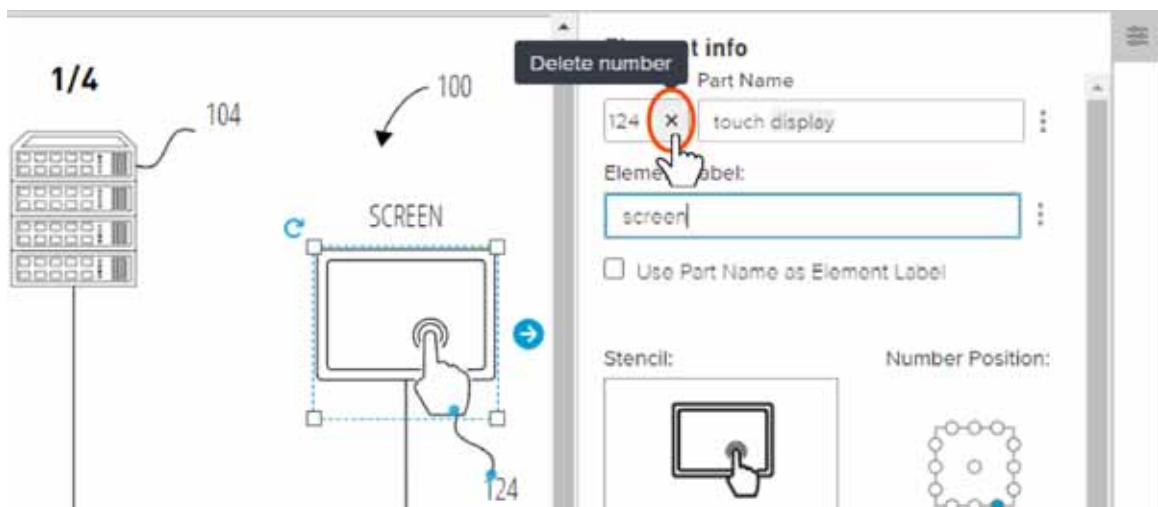 1/4
104
100
SCREEN
124
t info
Delete number
Part Name
124 × touch display
Eleme abel:
screen
Use Part Name as Element Label
Stencil:
Number Position: